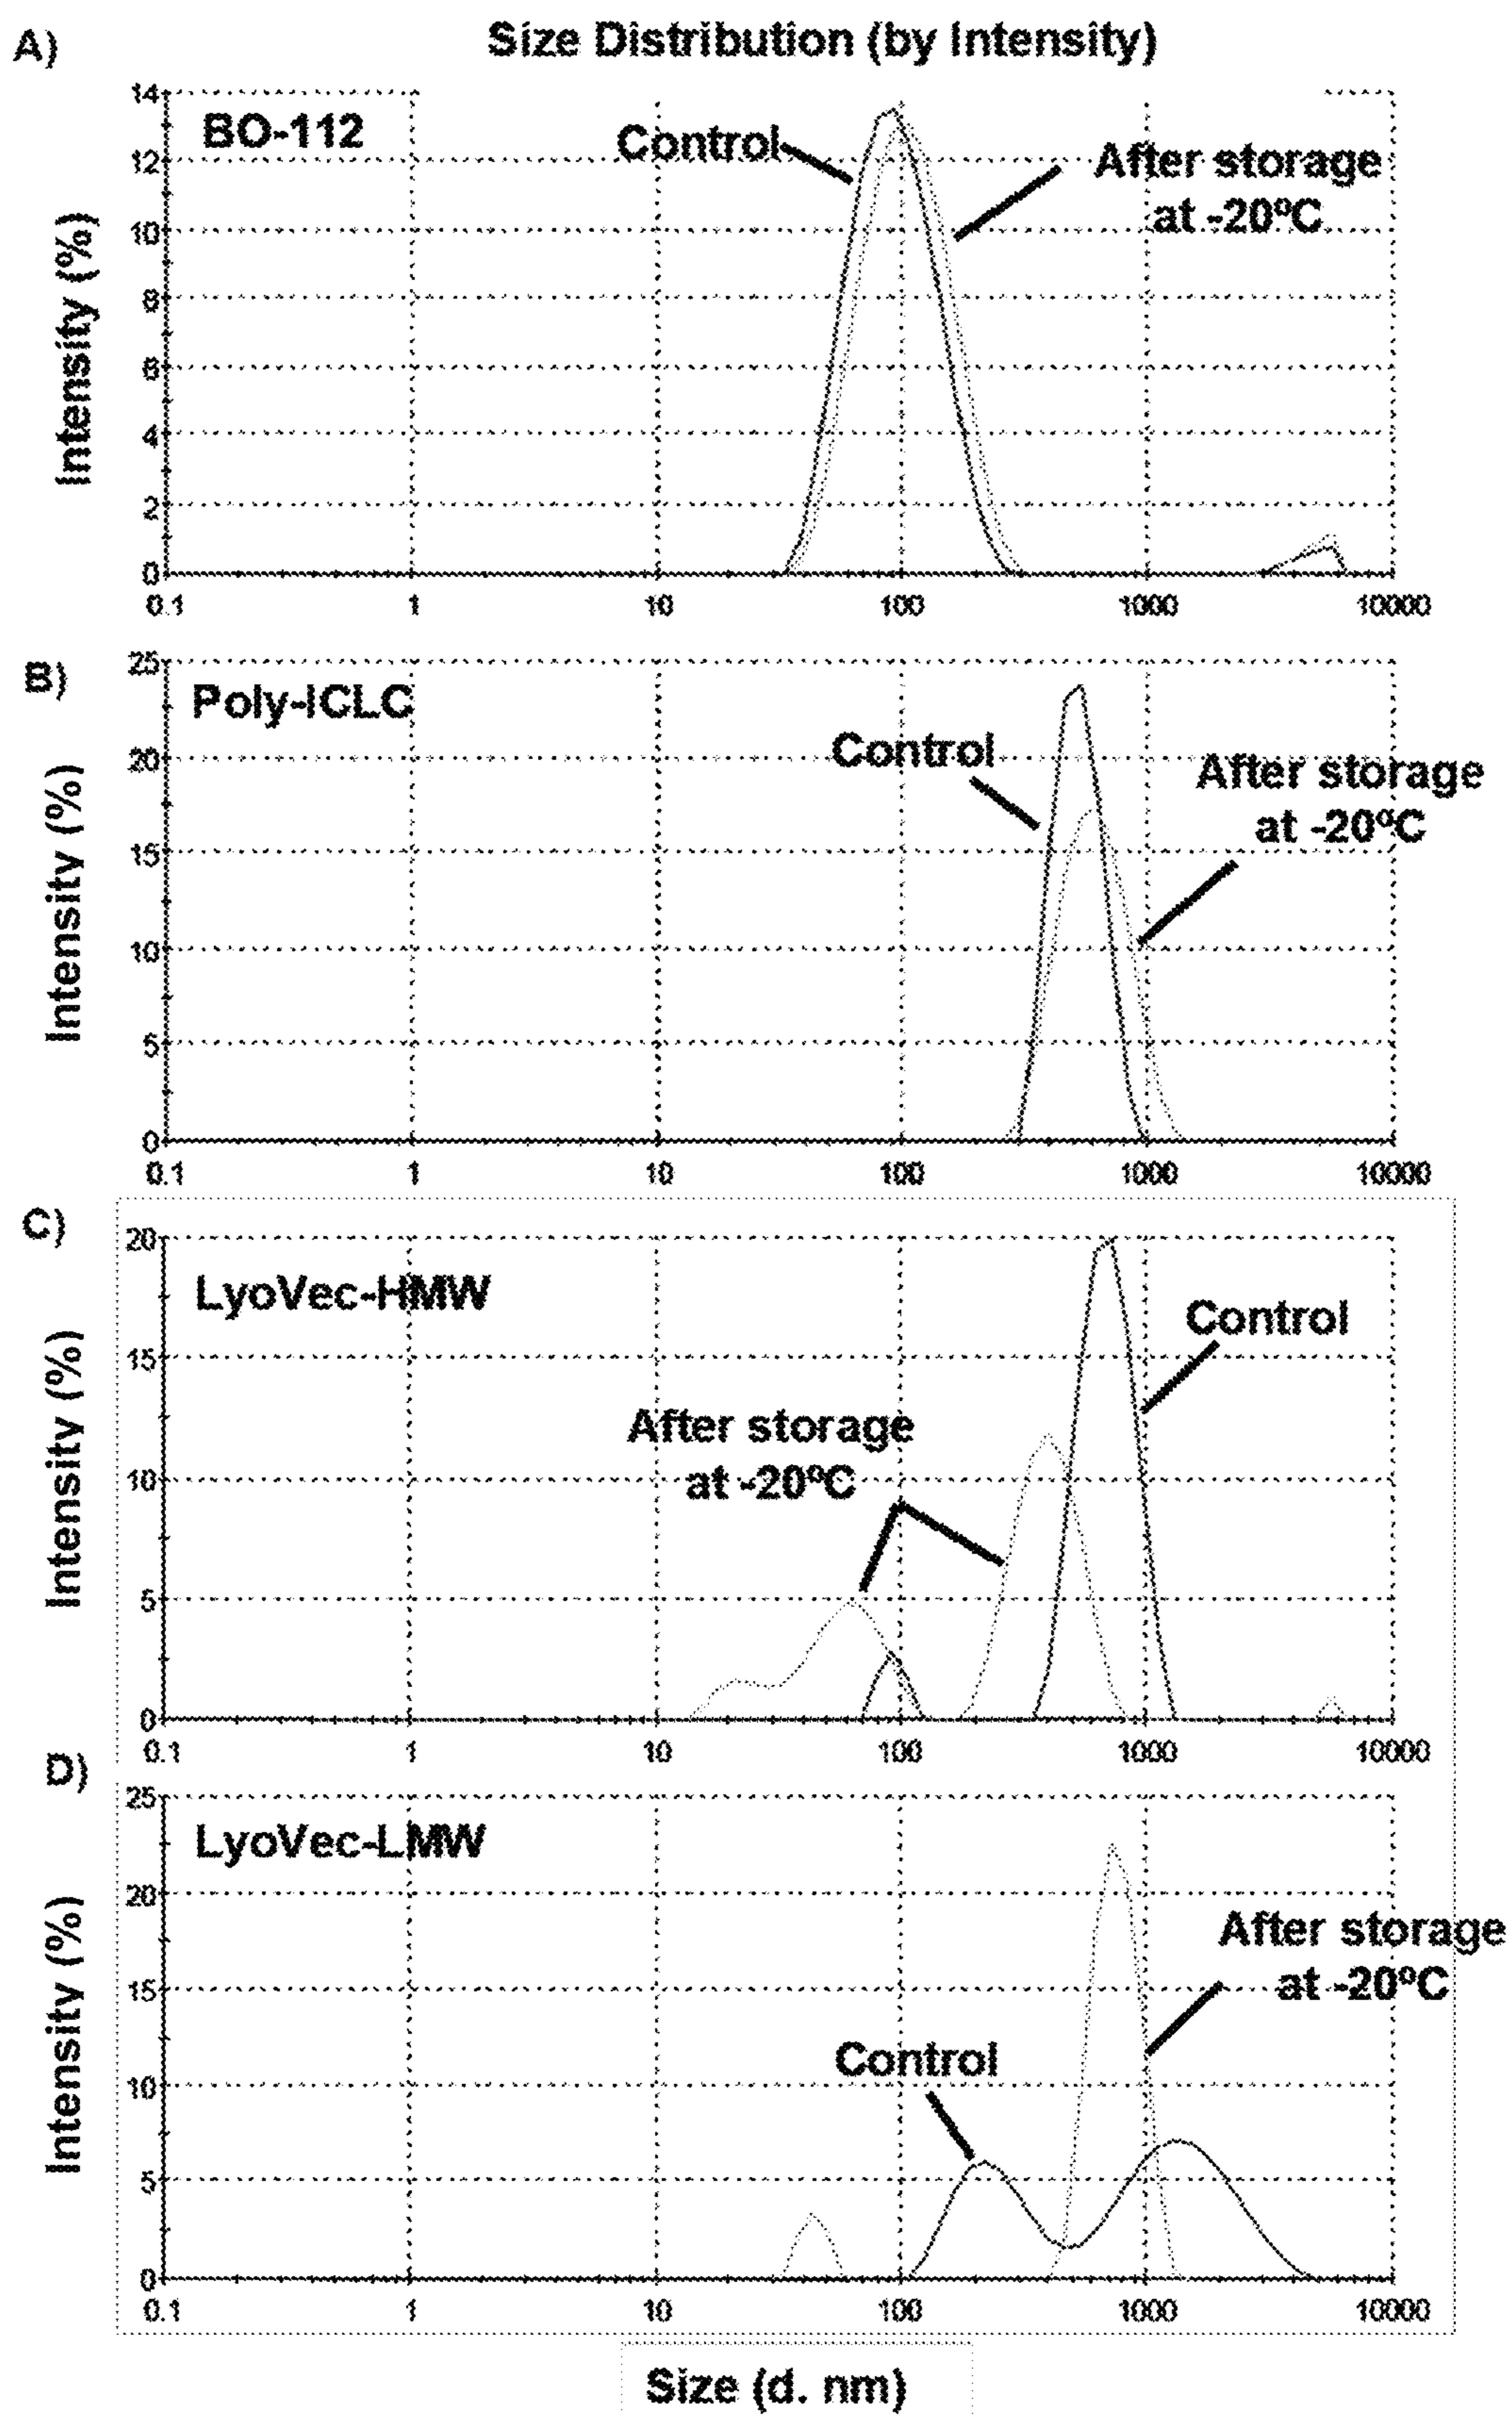 A)
Size Distribution (by Intensity)
14
BO-112
Control
12
After storage
at -20ºC
10
8
6
4
2
0
Intensity (%)
0.1 1 10 100 1000 10000
B)
25
Poly-ICLC
Control
20
After storage
at -20ºC
15
10
5
0
Intensity (%)
0.1 1 10 100 1000 10000
C)
20
LyoVec-HMW
Control
15
After storage
at -20ºC
10
5
0
Intensity (%)
0.1 1 10 100 1000 10000
D)
25
LyoVec-LMW
20
After storage
at -20ºC
15
Control
10
5
0
Intensity (%)
0.1 1 10 100 1000 10000
Size (d. nm)